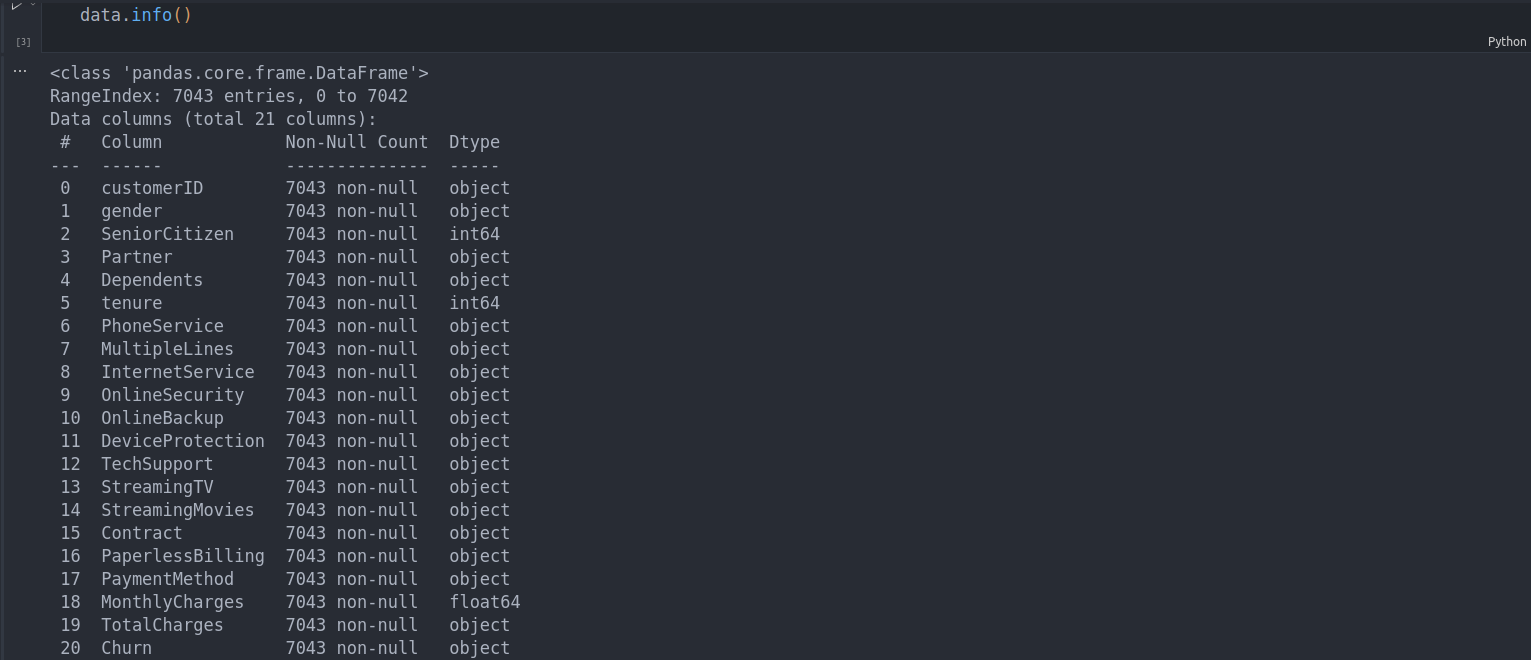 data.info()
[3]
Python
...
<class 'pandas.core.frame.DataFrame'>
RangeIndex: 7043 entries, 0 to 7042
Data columns (total 21 columns):
 #   Column            Non-Null Count  Dtype
---  ------            --------------  -----
 0   customerID        7043 non-null   object
 1   gender            7043 non-null   object
 2   SeniorCitizen     7043 non-null   int64
 3   Partner           7043 non-null   object
 4   Dependents        7043 non-null   object
 5   tenure            7043 non-null   int64
 6   PhoneService      7043 non-null   object
 7   MultipleLines     7043 non-null   object
 8   InternetService   7043 non-null   object
 9   OnlineSecurity    7043 non-null   object
 10  OnlineBackup      7043 non-null   object
 11  DeviceProtection  7043 non-null   object
 12  TechSupport       7043 non-null   object
 13  StreamingTV       7043 non-null   object
 14  StreamingMovies   7043 non-null   object
 15  Contract          7043 non-null   object
 16  PaperlessBilling  7043 non-null   object
 17  PaymentMethod     7043 non-null   object
 18  MonthlyCharges    7043 non-null   float64
 19  TotalCharges      7043 non-null   object
 20  Churn             7043 non-null   object